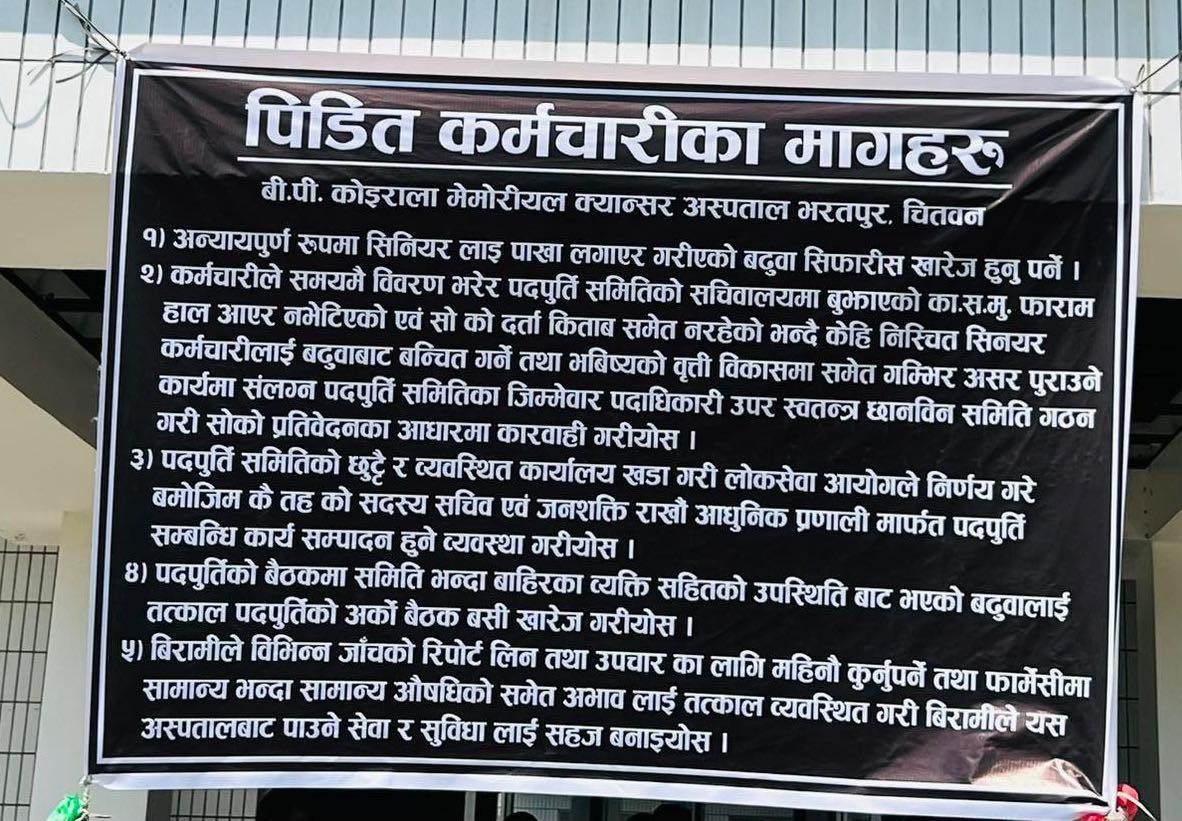 पिडित कर्मचारीका मागहरु
बी.पी. कोइराला मेमोरीयल क्यान्सर अस्पताल भरतपुर, चितवन
१) अन्यायपुर्ण रुपमा सिनियर लाइ पाखा लगाएर गरीएको बढुवा सिफारीस खारेज हुनु पर्ने ।
२) कर्मचारीले समयमै विवरण भरेर पदपुर्ति समितिको सचिवालयमा बुझाएको का.स.मु. फाराम
हाल आएर नभेटिएको एवं सो को दर्ता किताब समेत नरहेको भन्दै केहि निश्चित सिनयर
कर्मचारीलाई बढुवाबाट बन्चित गर्ने तथा भबिष्यको वृत्ती विकासमा समेत गम्भिर असर पुराउने
कार्यमा संलग्न पदपुर्ति समितिका जिम्मेवार पदाधिकारी उपर स्वतन्त्र छानविन समिति गठन
गरी सोको प्रतिवेदनका आधारमा कारवाही गरीयोस ।
३) पदपुर्ति समितिको छुट्टै र व्यवस्थित कार्यालय खडा गरी लोकसेवा आयोगले निर्णय गरे
बमोजिम कै तह को सदस्य सचिव एवं जनशक्ति राखौं आधुनिक प्रणाली मार्फत पदपुर्ति
सम्बन्धि कार्य सम्पादन हुने व्यवस्था गरीयोस ।
४) पदपुर्तिको बैठकमा समिति भन्दा बाहिरका व्यक्ति सहितको उपस्थिति बाट भएको बढुवालाई
तत्काल पदपुर्तिको अर्को बैठक बसी खारेज गरीयोस ।
५) बिरामीले विभिन्न जाँचको रिपोर्ट लिन तथा उपचार का लागि महिनौ कुर्नुपर्ने तथा फार्मेसीमा
सामान्य भन्दा सामान्य औषधिको समेत अभाव लाई तत्काल व्यवस्थित गरी बिरामीले यस
अस्पतालबाट पाउने सेवा र सुविधा लाई सहज बनाइयोस ।